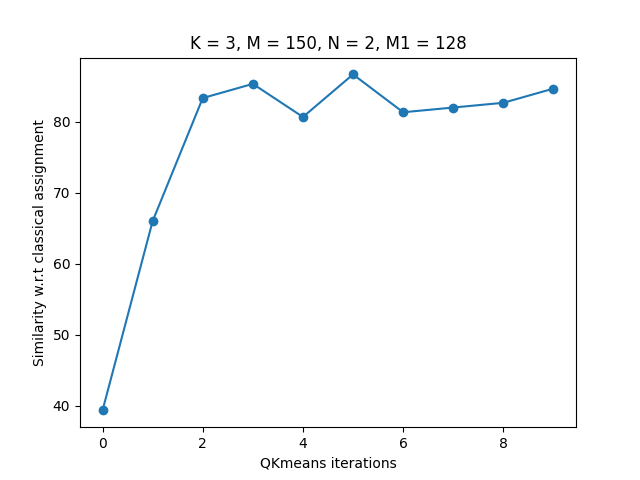 K = 3, M = 150, N = 2, M1 = 128
Similarity w.r.t classical assignment
80
70
60
50
40
0 2 4 6 8
QKmeans iterations